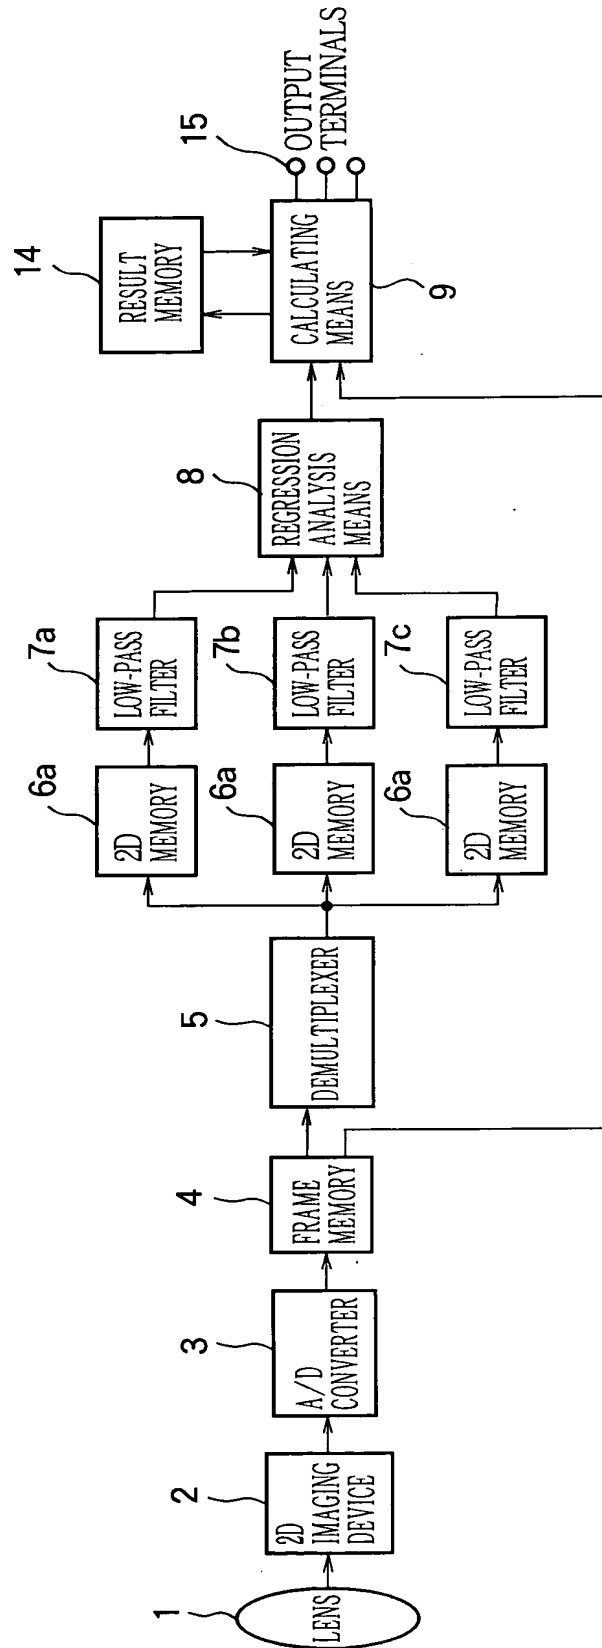 1
LENS
2
2D
IMAGING
DEVICE
3
A/D
CONVERTER
4
FRAME
MEMORY
5
DEMULTIPLEXER
6a
2D
MEMORY
7a
LOW-PASS
FILTER
6a
2D
MEMORY
7b
LOW-PASS
FILTER
6a
2D
MEMORY
7c
LOW-PASS
FILTER
8
REGRESSION
ANALYSIS
MEANS
14
RESULT
MEMORY
CALCULATING
MEANS
9
15
OUTPUT
TERMINALS